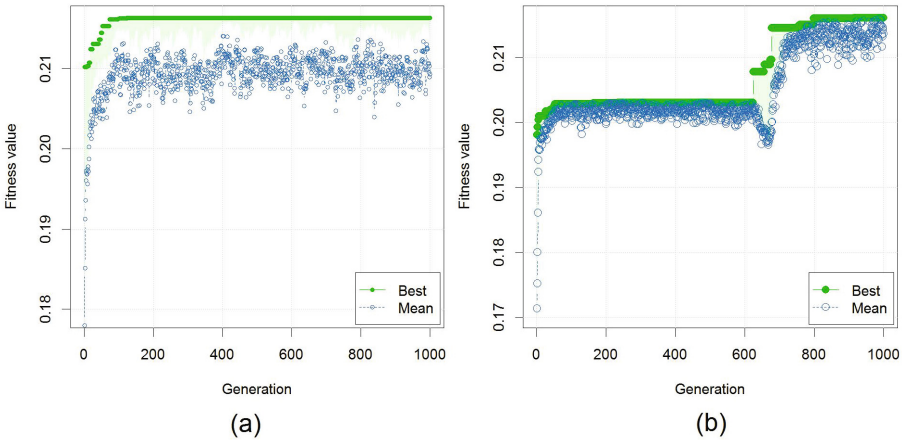 Fitness value
0.21
0.20
0.19
0.18
0
200
400
600
800
1000
Generation
Best
Mean
(a)
Fitness value
0.21
0.20
0.19
0.18
0.17
0
200
400
600
800
1000
Generation
Best
Mean
(b)